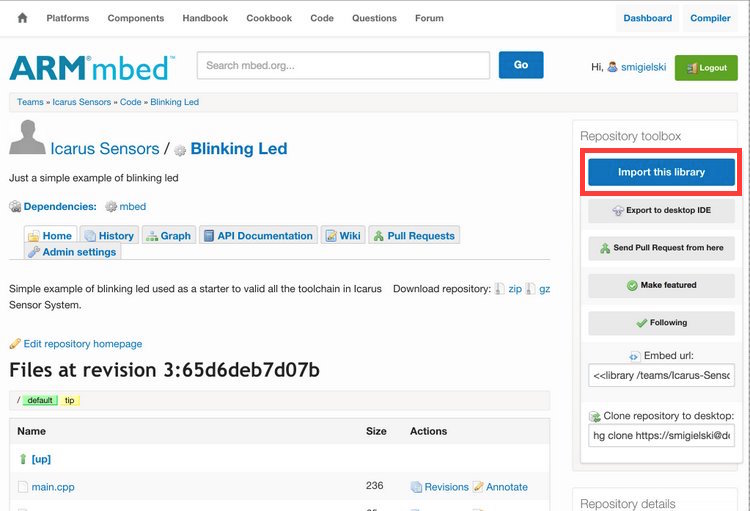 Platforms Components Handbook Cookbook Code Questions Forum Dashboard Compiler
ARM mbed™ Search mbed.org... Go Hi, smigielski Logout
Teams » Icarus Sensors » Code » Blinking Led
Icarus Sensors / Blinking Led
Just a simple example of blinking led
Dependencies: mbed
Home History Graph API Documentation Wiki Pull Requests
Admin settings
Simple example of blinking led used as a starter to valid all the toolchain in Icarus
Sensor System.
Download repository: zip gz
Edit repository homepage
Files at revision 3:65d6deb7d07b
/ default tip
Name Size Actions
[up]
main.cpp 236 Revisions Annotate
Repository toolbox
Import this library
Export to desktop IDE
Send Pull Request from here
Make featured
Following
Embed url:
<<library /teams/Icarus-Senso
Clone repository to desktop:
hg clone https://smigielski@de
Repository details